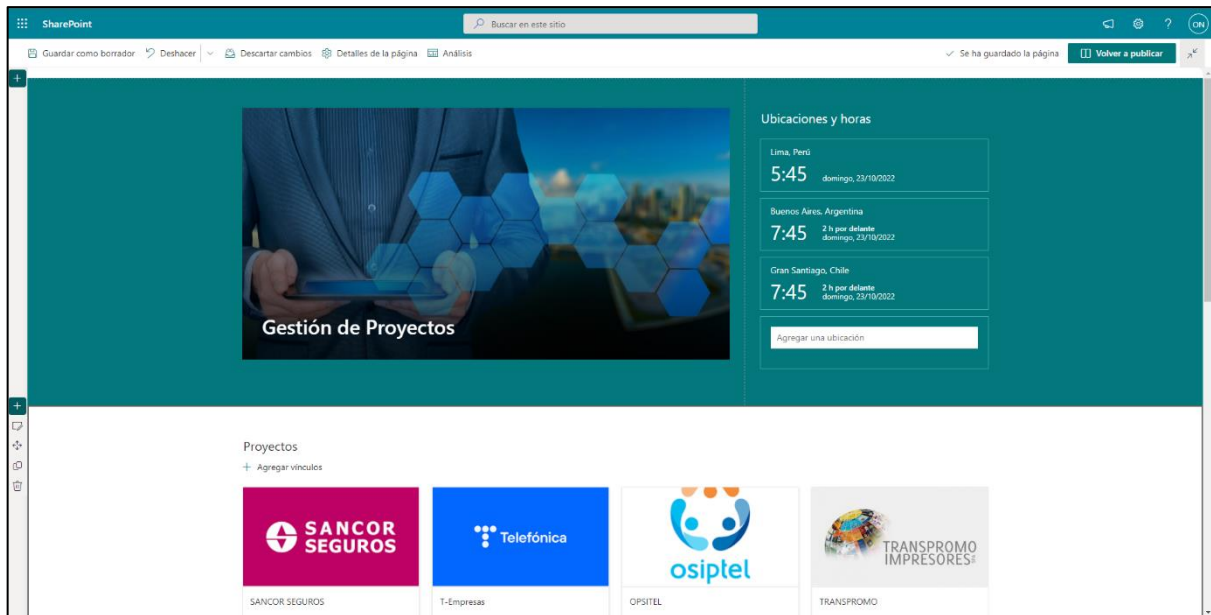 SharePoint
Buscar en este sitio
?
ON
Guardar como borrador
Deshacer
Descartar cambios
Detalles de la página
Análisis
Se ha guardado la página
Volver a publicar
Gestión de Proyectos
Ubicaciones y horas
Lima, Perú
5:45 domingo, 23/10/2022
Buenos Aires, Argentina
7:45 2 h por delante
domingo, 23/10/2022
Gran Santiago, Chile
7:45 2 h por delante
domingo, 23/10/2022
Agregar una ubicación
Proyectos
+ Agregar vínculos
SANCOR
SEGUROS
Telefónica
osiptel
TRANSPROMO
IMPRESORES
SANCOR SEGUROS
T-Empresas
OPSITEL
TRANSPROMO